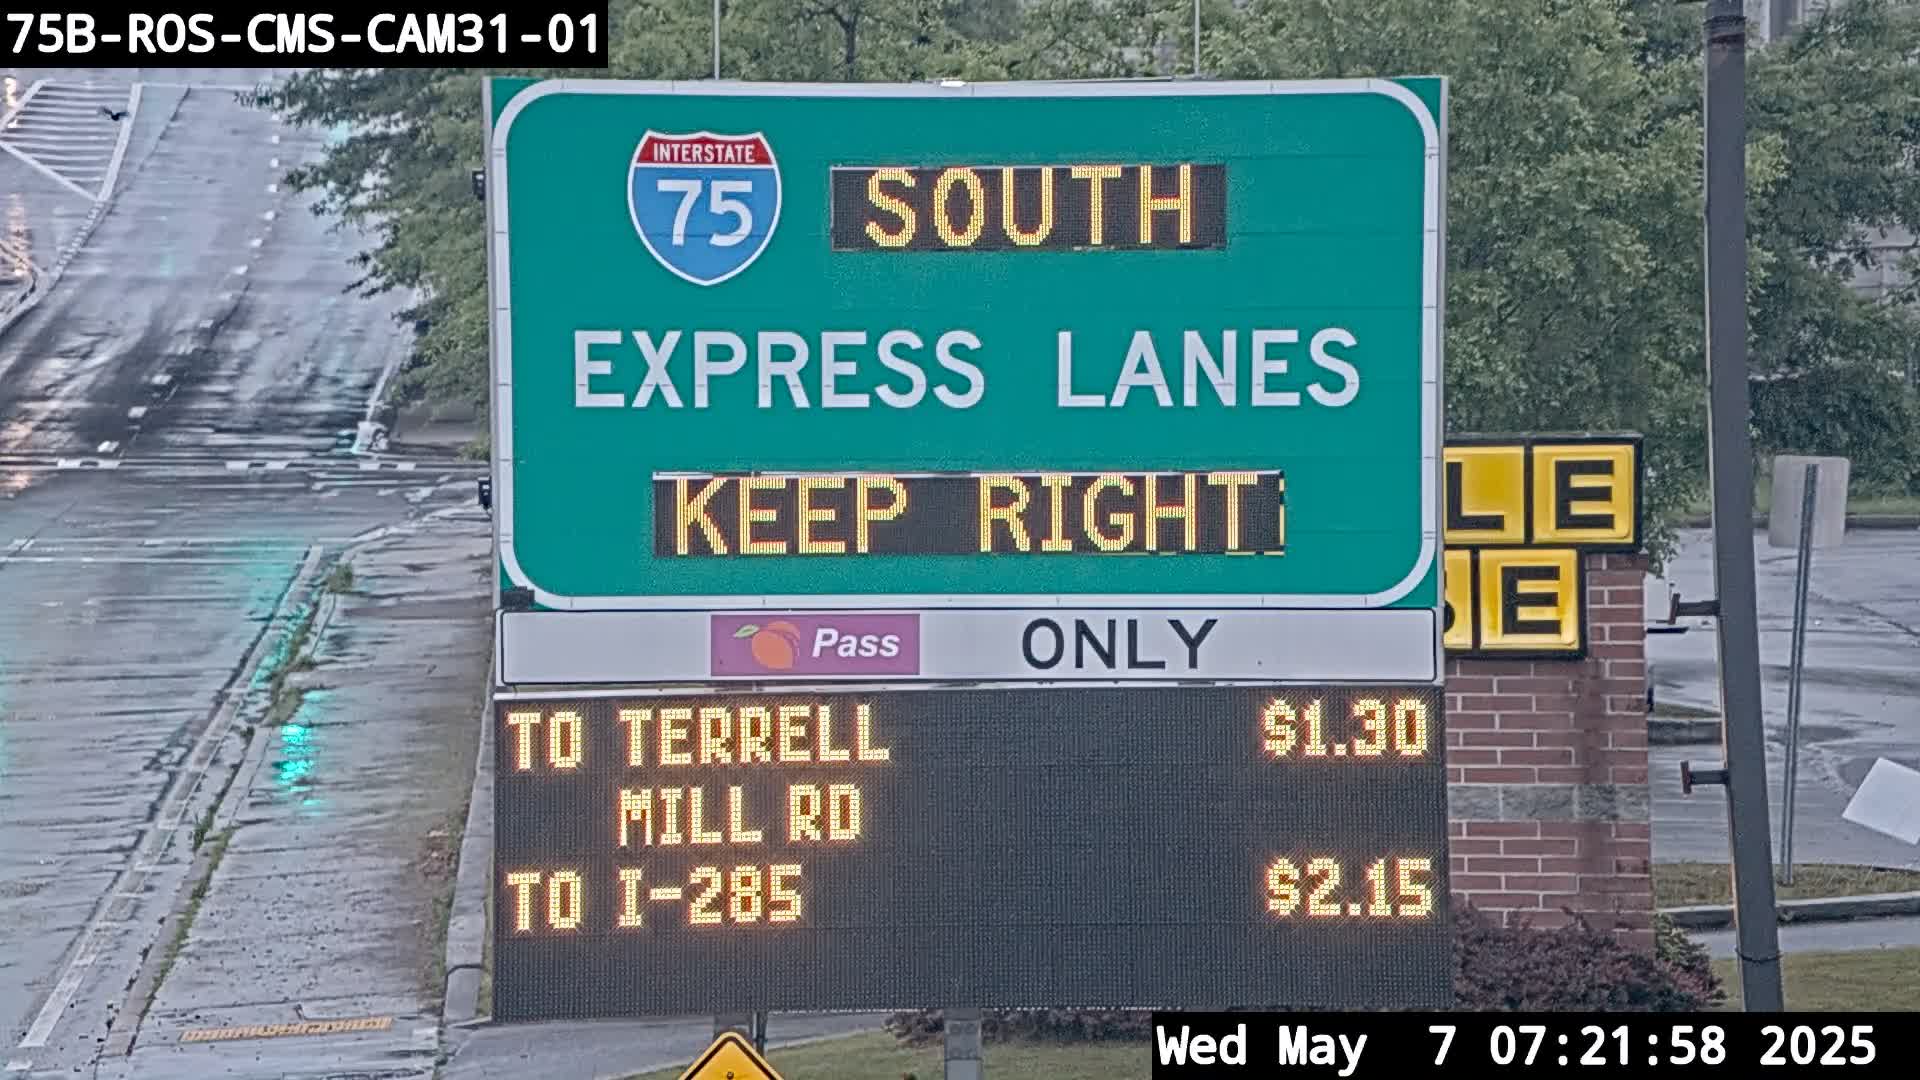 75B-ROS-CMS-CAM31-01
INTERSTATE
75
SOUTH
EXPRESS LANES
KEEP RIGHT
Pass ONLY
TO TERRELL $1.30
MILL RD
TO I-285 $2.15
LE
E
Wed May 7 07:21:58 2025